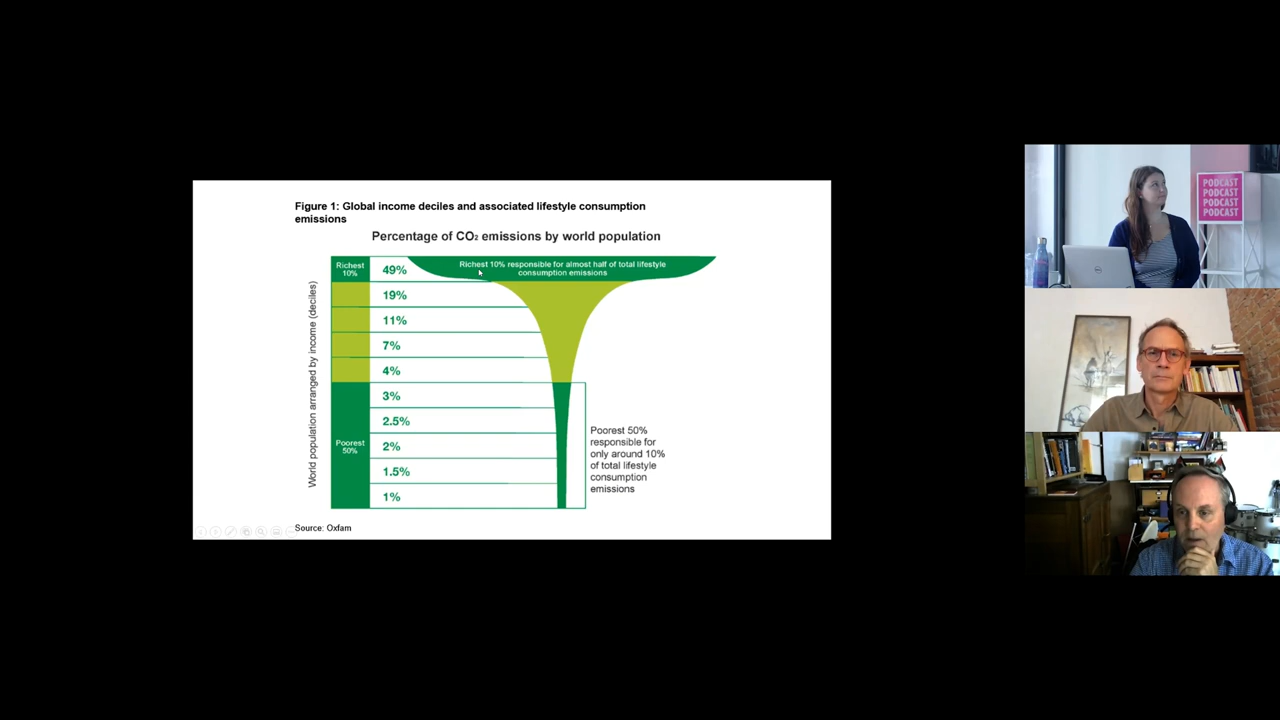 Figure 1: Global income deciles and associated lifestyle consumption
emissions
Percentage of CO₂ emissions by world population
World population arranged by income (deciles)
Richest
10%
49%
Richest 10% responsible for almost half of total lifestyle
consumption emissions
19%
11%
7%
4%
3%
2.5%
Poorest
50%
2%
1.5%
1%
Poorest 50%
responsible for
only around 10%
of total lifestyle
consumption
emissions
Source: Oxfam
PODCAST
PODCAST
PODCAST
PODCAST